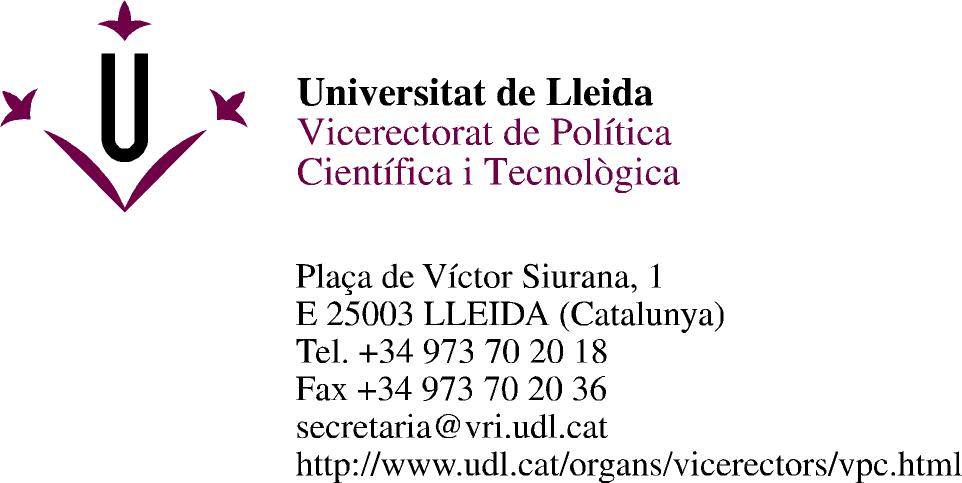 U
Universitat de Lleida
Vicerectorat de Política
Científica i Tecnològica
Plaça de Víctor Siurana, 1
E 25003 LLEIDA (Catalunya)
Tel. +34 973 70 20 18
Fax +34 973 70 20 36
secretaria@vri.udl.cat
http://www.udl.cat/organs/vicerectors/vpc.html